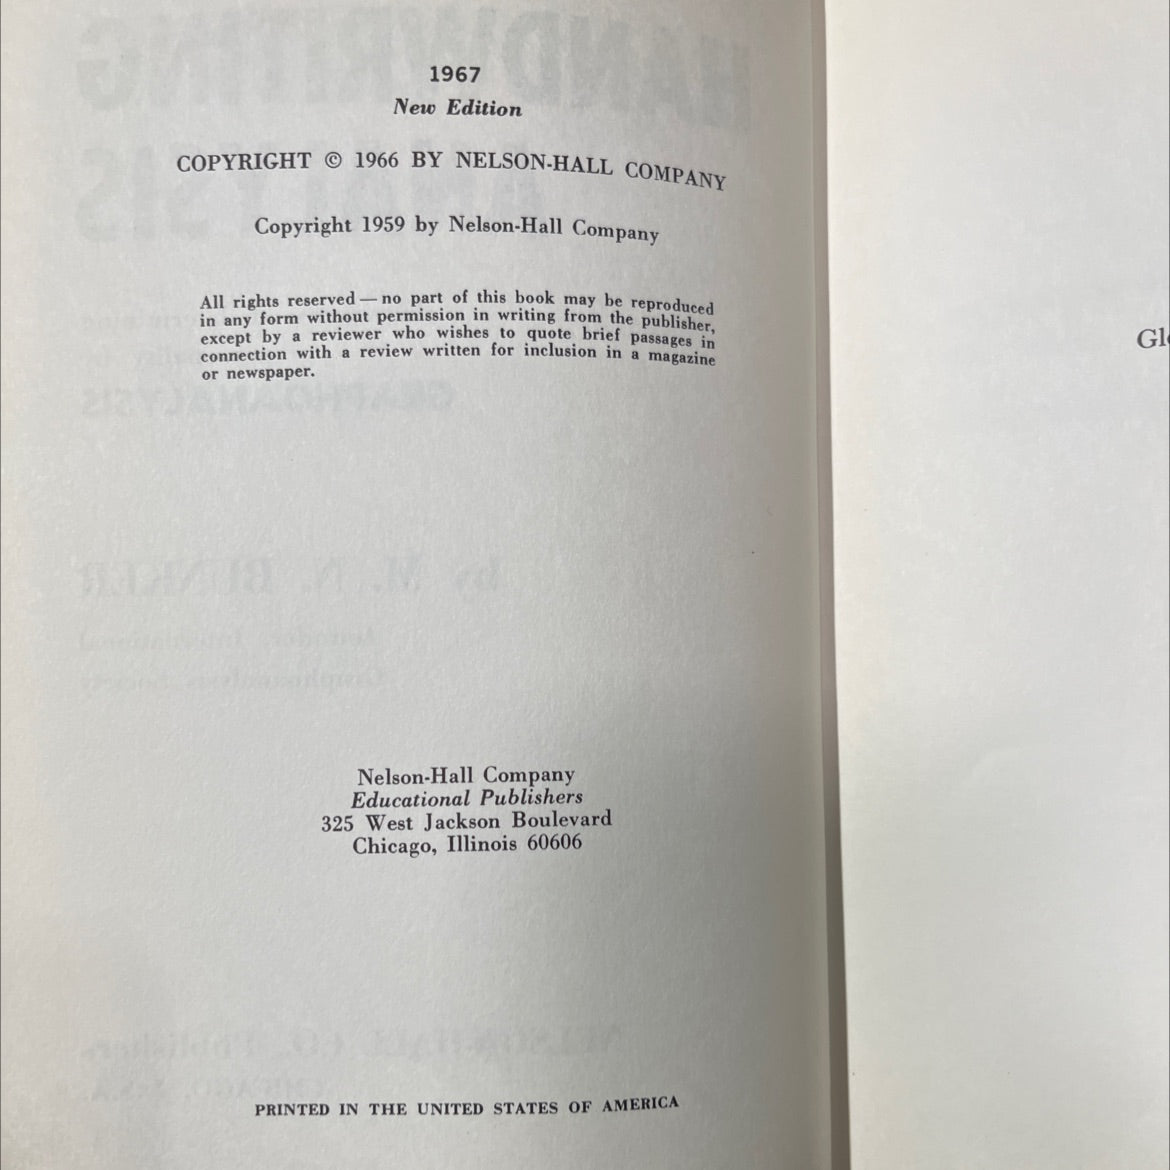 1967
New Edition
COPYRIGHT © 1966 BY NELSON-HALL COMPANY
Copyright 1959 by Nelson-Hall Company
All rights reserved — no part of this book may be reproduced
in any form without permission in writing from the publisher,
except by a reviewer who wishes to quote brief passages in
connection with a review written for inclusion in a magazine
or newspaper.
Nelson-Hall Company
Educational Publishers
325 West Jackson Boulevard
Chicago, Illinois 60606
PRINTED IN THE UNITED STATES OF AMERICA